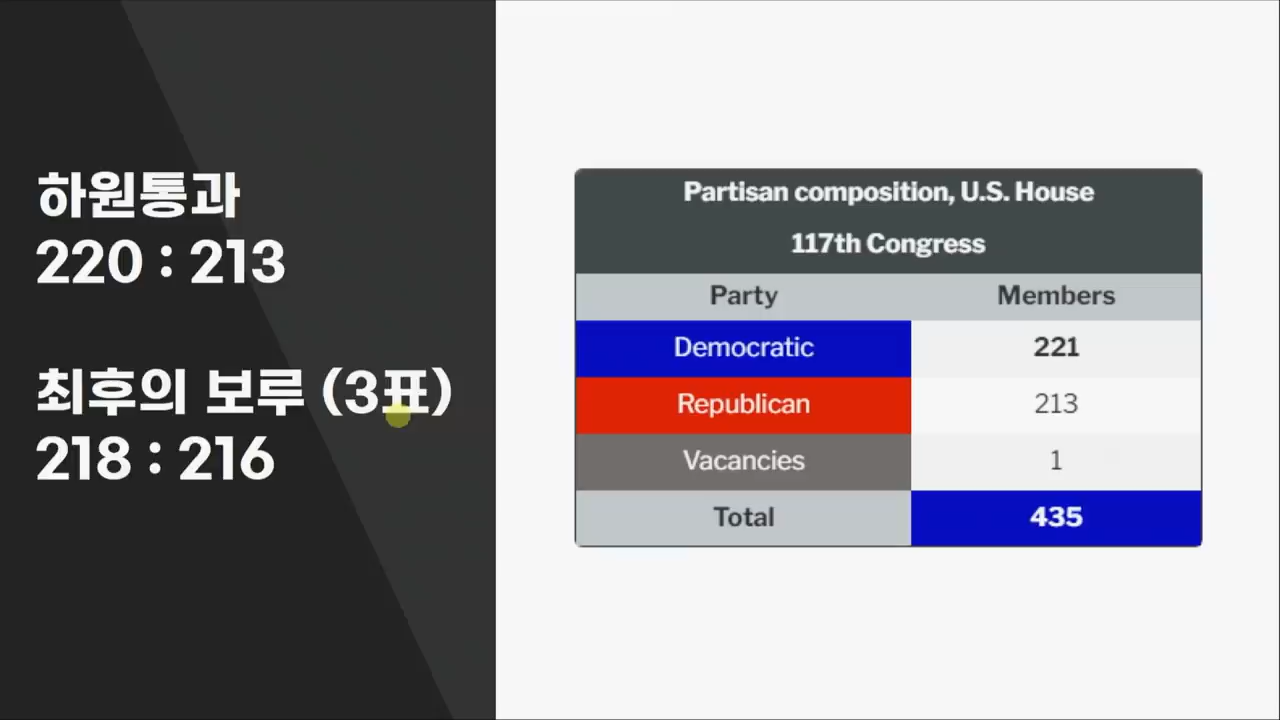 하원통과
220 : 213
최후의 보루 (3표)
218 : 216
Partisan composition, U.S. House
117th Congress
Party Members
Democratic 221
Republican 213
Vacancies 1
Total 435